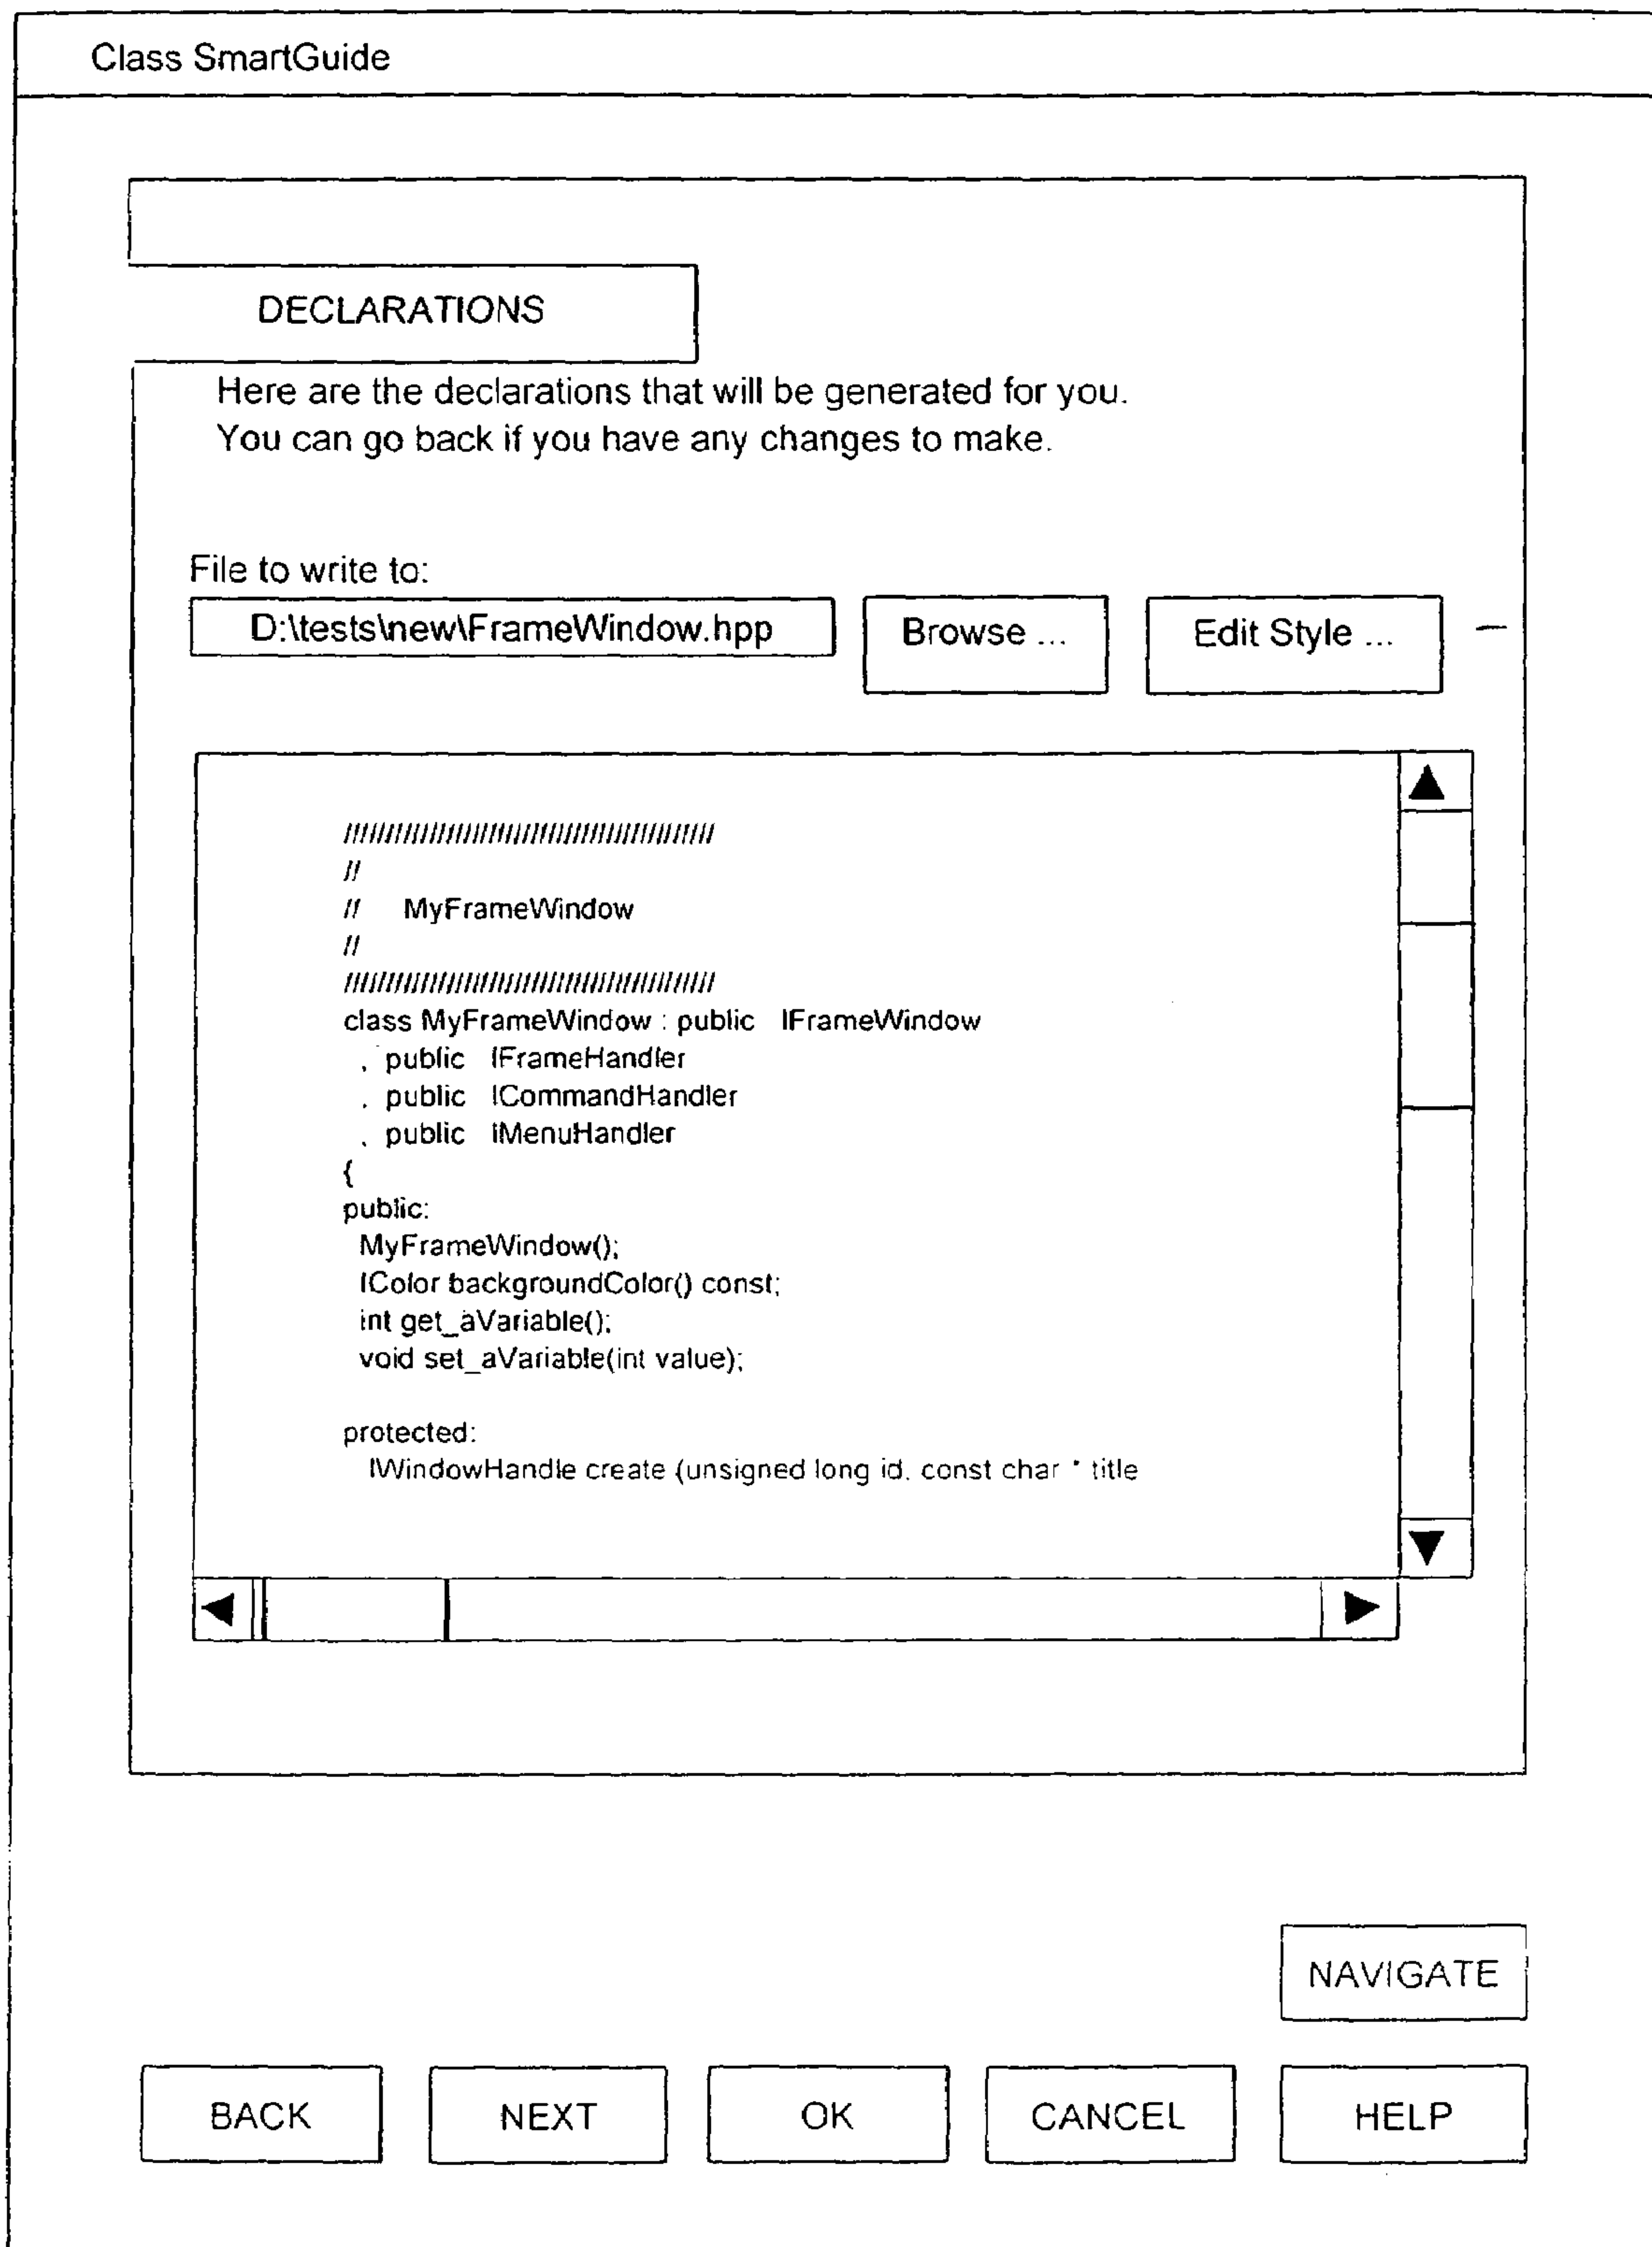 Class SmartGuide
DECLARATIONS
Here are the declarations that will be generated for you.
You can go back if you have any changes to make.
File to write to:
D:\tests\new\FrameWindow.hpp
Browse ...
Edit Style ...
///////////////////////////////////////////
//
//    MyFrameWindow
//
///////////////////////////////////////////
class MyFrameWindow : public   IFrameWindow
, public   IFrameHandler
, public   ICommandHandler
, public   IMenuHandler
{
public:
MyFrameWindow();
IColor backgroundColor() const;
int get_aVariable();
void set_aVariable(int value);
protected:
IWindowHandle create (unsigned long id, const char * title
NAVIGATE
BACK
NEXT
OK
CANCEL
HELP